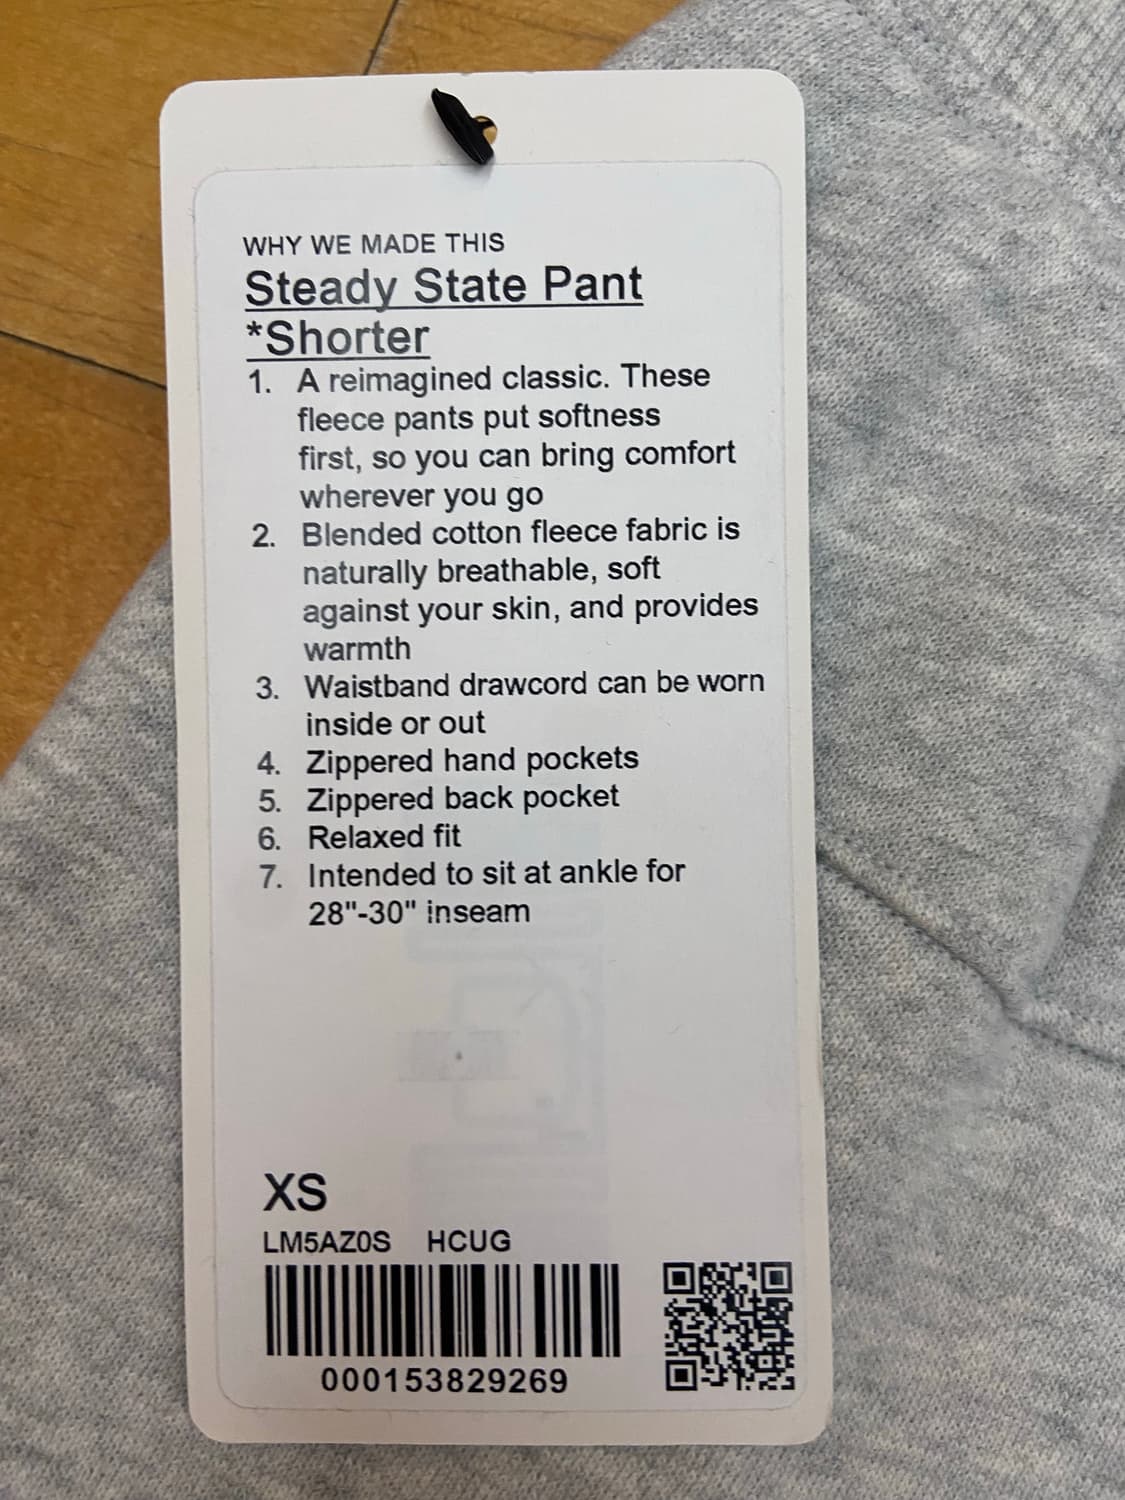 WHY WE MADE THIS
Steady State Pant
*Shorter
1. A reimagined classic. These
fleece pants put softness
first, so you can bring comfort
wherever you go
2. Blended cotton fleece fabric is
naturally breathable, soft
against your skin, and provides
warmth
3. Waistband drawcord can be worn
inside or out
4. Zippered hand pockets
5. Zippered back pocket
6. Relaxed fit
7. Intended to sit at ankle for
28"-30" inseam
XS
LM5AZ0S HCUG
000153829269